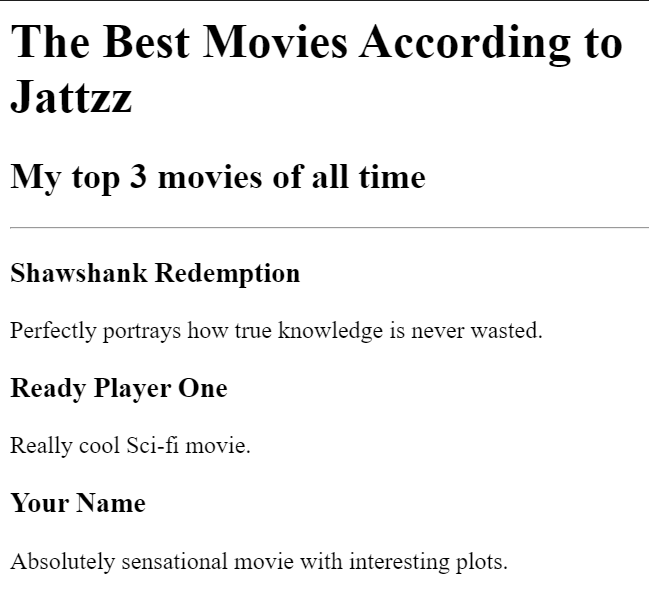 The Best Movies According to
Jattzz
My top 3 movies of all time
Shawshank Redemption
Perfectly portrays how true knowledge is never wasted.
Ready Player One
Really cool Sci-fi movie.
Your Name
Absolutely sensational movie with interesting plots.